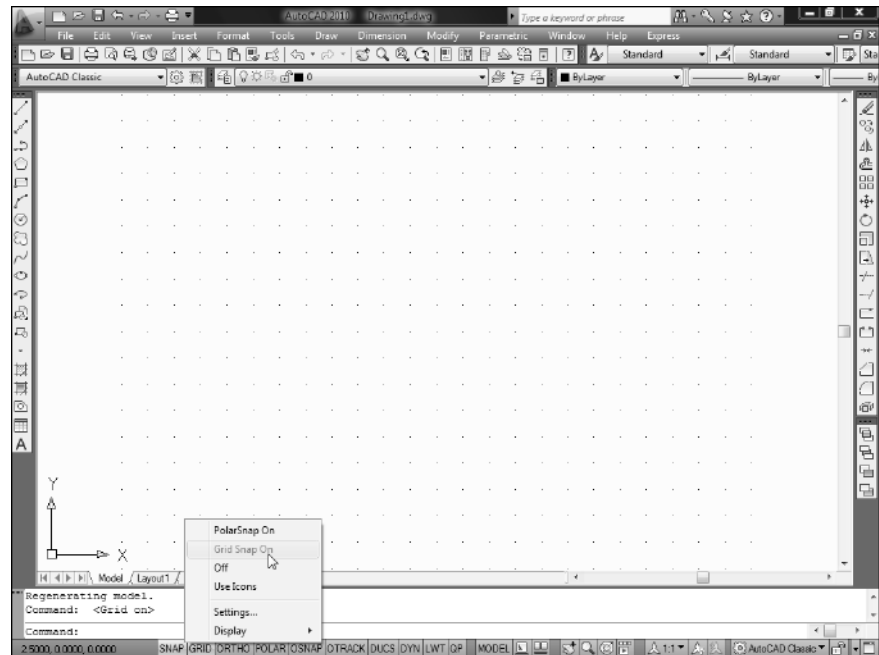 AutoCAD 2010 Drawing1.dwg Type a keyword or phrase
File Edit View Insert Format Tools Draw Dimension Modify Parametric Window Help Express
Standard Standard Sta
AutoCAD Classic 0 ByLayer ByLayer By
A
Y
X
PolarSnap On
Grid Snap On
Off
Use Icons
Settings...
Display
Model Layout1
Regenerating model.
Command: <Grid on>
Command:
2.5000, 0.0000, 0.0000 SNAP GRID ORTHO POLAR OSNAP OTRACK DUCS DYN LWT QP MODEL 1:1 AutoCAD Classic